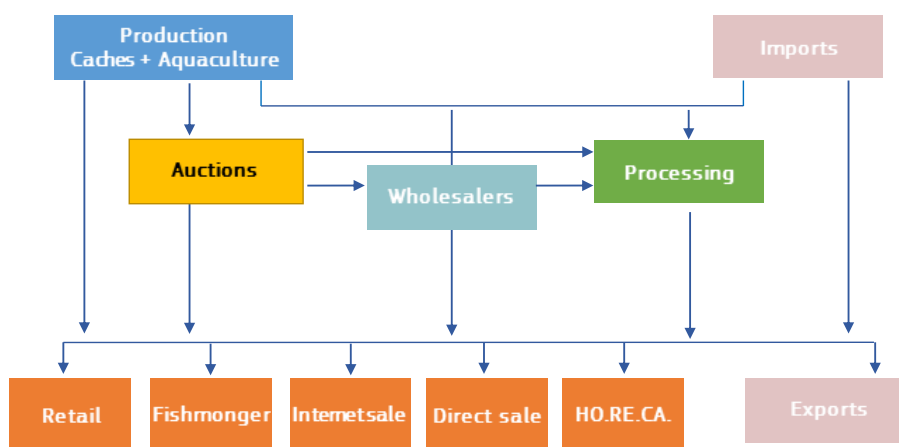 Production
Caches + Aquaculture
Imports
Auctions
Processing
Wholesalers
Retail
Fishmonger
Internetsale
Direct sale
HO.RE.CA.
Exports